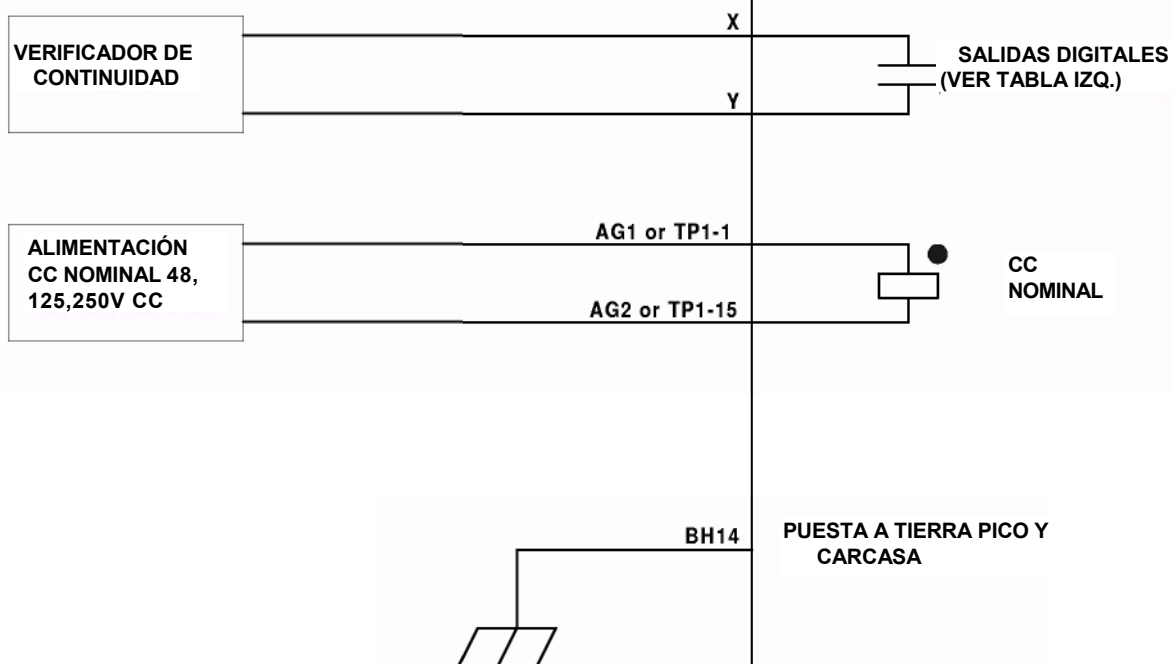 X
VERIFICADOR DE
CONTINUIDAD
SALIDAS DIGITALES
(VER TABLA IZQ.)
Y
AG1 or TP1-1
ALIMENTACIÓN
CC NOMINAL 48,
125,250V CC
CC
NOMINAL
AG2 or TP1-15
BH14
PUESTA A TIERRA PICO Y
CARCASA